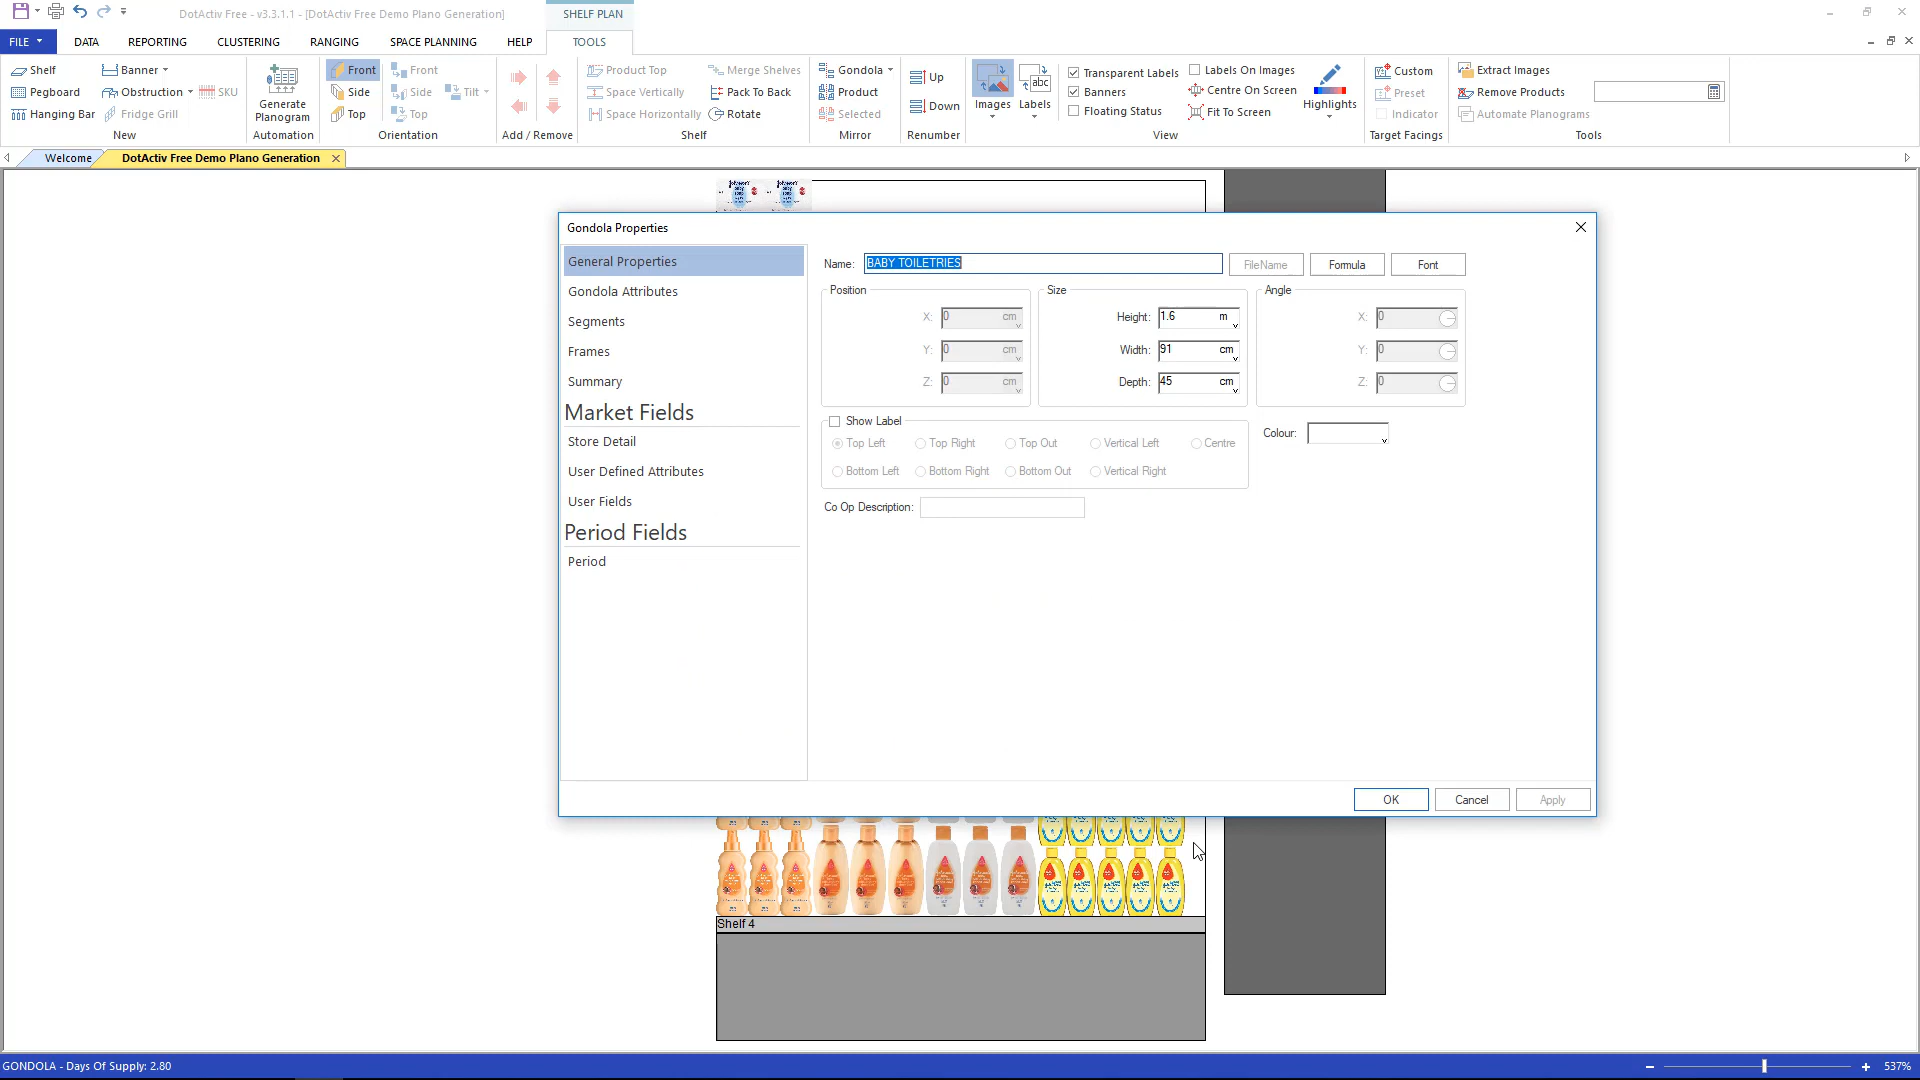 DotActiv Free - v3.3.1.1 - [DotActiv Free Demo Plano Generation]
SHELF PLAN
FILE DATA REPORTING CLUSTERING RANGING SPACE PLANNING HELP TOOLS
Shelf Banner
Pegboard Obstruction SKU
Hanging Bar Fridge Grill
New
Generate
Planogram
Automation
Front Front
Side Side Tilt
Top Top
Orientation
Add / Remove
Product Top Merge Shelves
Space Vertically Pack To Back
Space Horizontally Rotate
Shelf
Gondola
Product
Selected
Mirror
Up
Down
Renumber
Images
abc
Labels
Transparent Labels
Banners
Floating Status
Labels On Images
Centre On Screen
Fit To Screen
Highlights
View
Custom
Preset
Indicator
Target Facings
Extract Images
Remove Products
Automate Planograms
Tools
Welcome DotActiv Free Demo Plano Generation
Gondola Properties
General Properties
Gondola Attributes
Segments
Frames
Summary
Market Fields
Store Detail
User Defined Attributes
User Fields
Period Fields
Period
Name: BABY TOILETRIES FileName Formula Font
Position Size Angle
X: 0 cm Height: 1.6 m X: 0
Y: 0 cm Width: 91 cm Y: 0
Z: 0 cm Depth: 45 cm Z: 0
Show Label
Top Left Top Right Top Out Vertical Left Centre
Bottom Left Bottom Right Bottom Out Vertical Right
Colour:
Co Op Description:
OK Cancel Apply
Shelf 4
GONDOLA - Days Of Supply: 2.80
537%